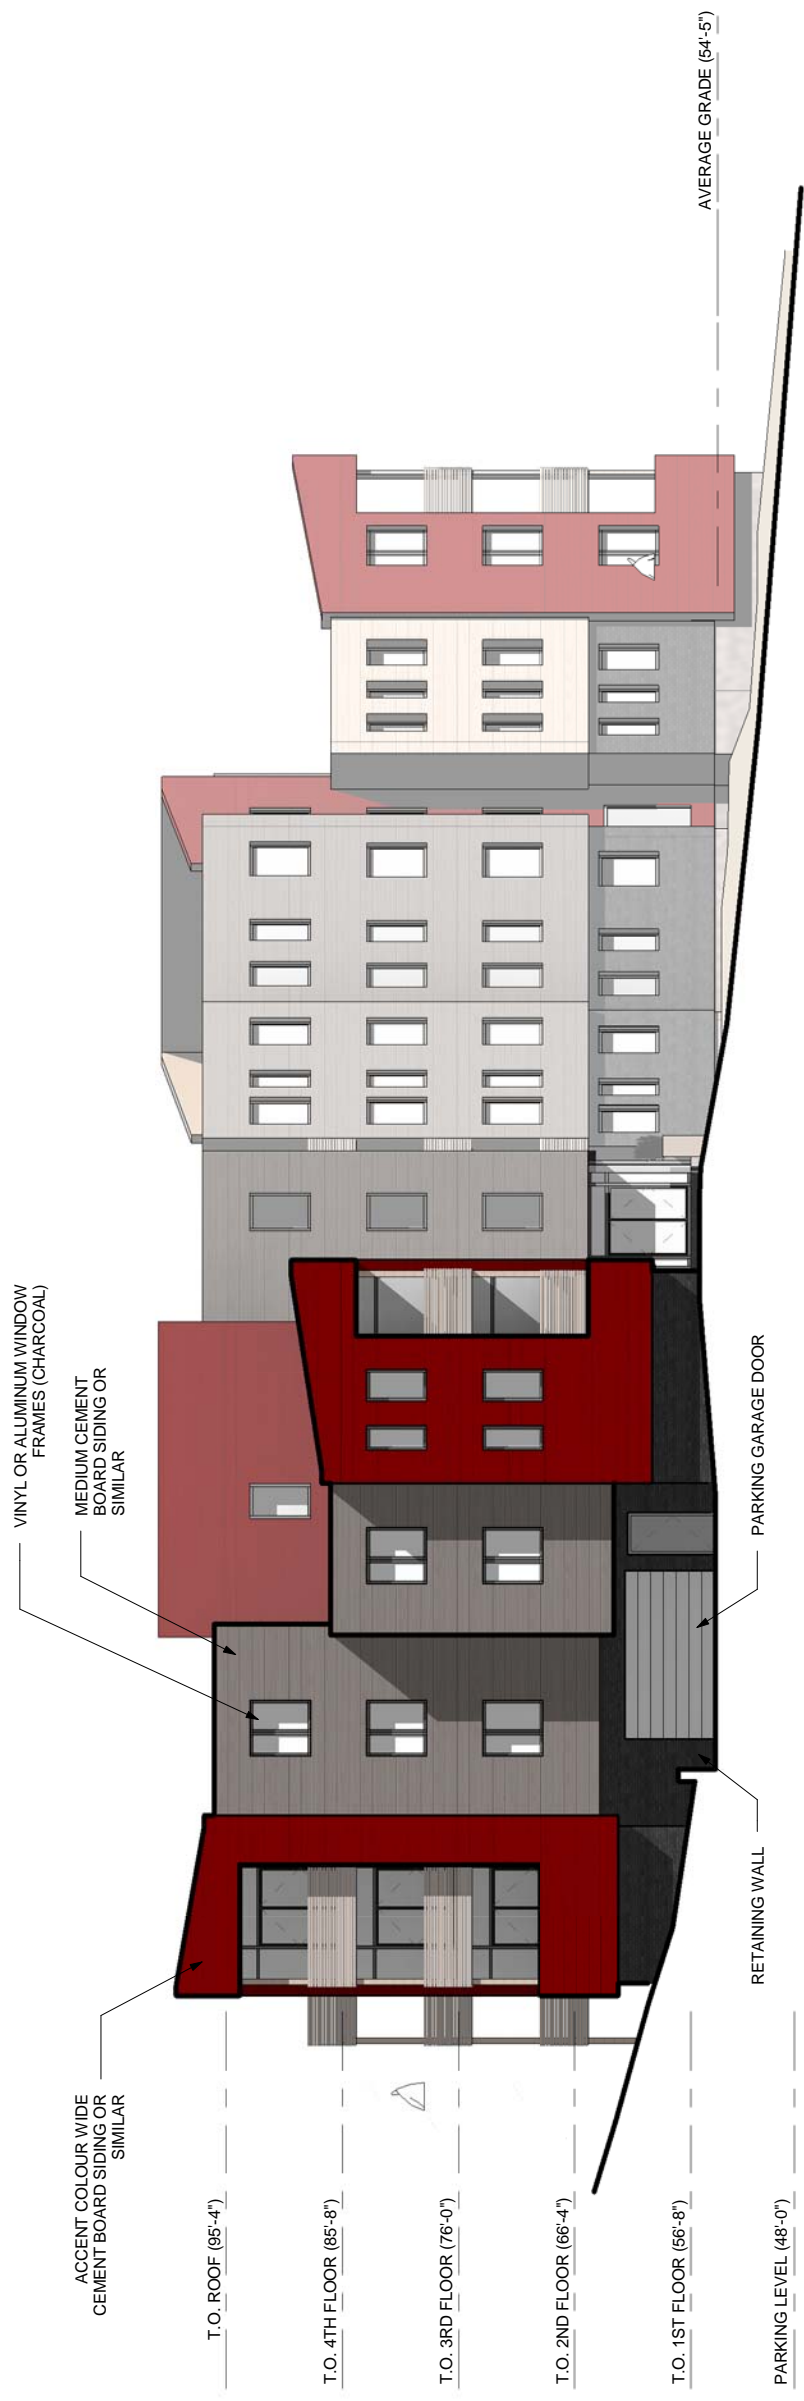 VINYL OR ALUMINUM WINDOW
FRAMES (CHARCOAL)
MEDIUM CEMENT
BOARD SIDING OR
SIMILAR
ACCENT COLOUR WIDE
CEMENT BOARD SIDING OR
SIMILAR
T.O. ROOF (95'-4")
T.O. 4TH FLOOR (85'-8")
T.O. 3RD FLOOR (76'-0")
T.O. 2ND FLOOR (66'-4")
T.O. 1ST FLOOR (56'-8")
PARKING LEVEL (48'-0")
RETAINING WALL
PARKING GARAGE DOOR
AVERAGE GRADE (54'-5")